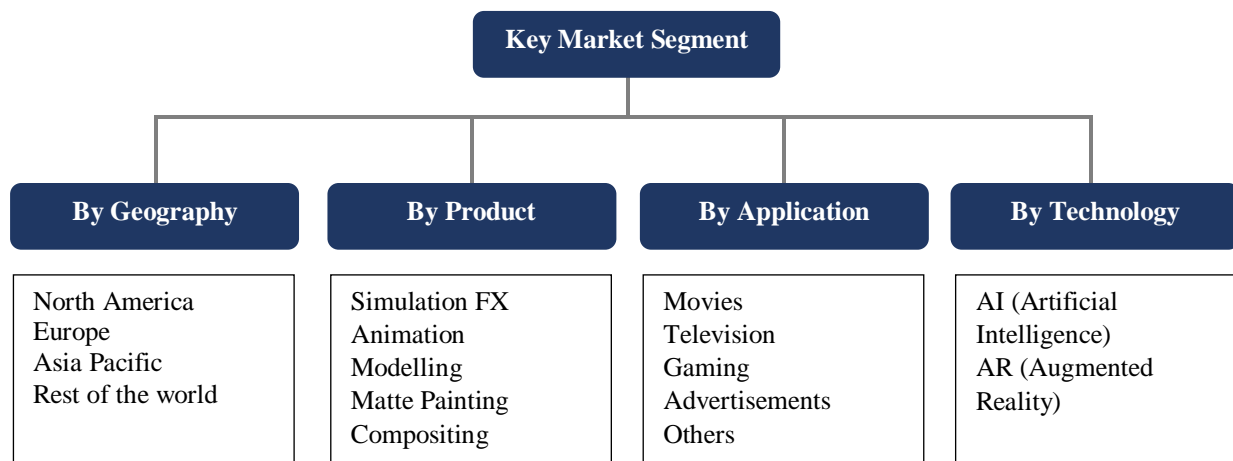 Key Market Segment
By Geography
By Product
By Application
By Technology
North America
Europe
Asia Pacific
Rest of the world
Simulation FX
Animation
Modelling
Matte Painting
Compositing
Movies
Television
Gaming
Advertisements
Others
AI (Artificial
Intelligence)
AR (Augmented
Reality)